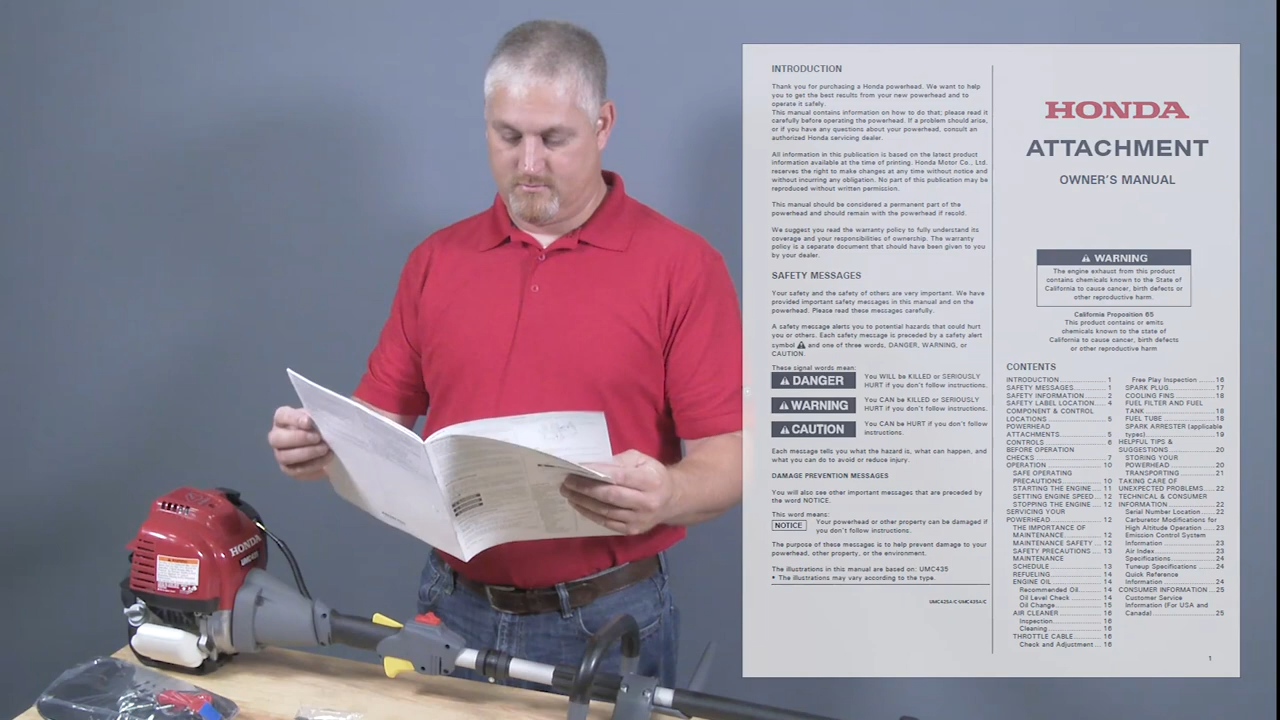 INTRODUCTION
Thank you for purchasing a Honda powerhead. We want to help
you to get the best results from your new powerhead and to
operate it safely.
This manual contains information on how to do that; please read it
carefully before operating the powerhead. If a problem should arise,
or if you have any questions about your powerhead, consult an
authorized Honda servicing dealer.
All information in this publication is based on the latest product
information available at the time of printing. Honda Motor Co., Ltd.
reserves the right to make changes at any time without notice and
without incurring any obligation. No part of this publication may be
reproduced without written permission.
This manual should be considered a permanent part of the
powerhead and should remain with the powerhead if resold.
We suggest you read the warranty policy to fully understand its
coverage and your responsibilities of ownership. The warranty
policy is a separate document that should have been given to you
by your dealer.
SAFETY MESSAGES
Your safety and the safety of others are very important. We have
provided important safety messages in this manual and on the
powerhead. Please read these messages carefully.
A safety message alerts you to potential hazards that could hurt
you or others. Each safety message is preceded by a safety alert
symbol and one of three words, DANGER, WARNING, or
CAUTION.
These signal words mean:
DANGER
You WILL be KILLED or SERIOUSLY
HURT if you don't follow instructions.
WARNING
You CAN be KILLED or SERIOUSLY
HURT if you don't follow instructions.
CAUTION
You CAN be HURT if you don't follow
instructions.
Each message tells you what the hazard is, what can happen, and
what you can do to avoid or reduce injury.
DAMAGE PREVENTION MESSAGES
You will also see other important messages that are preceded by
the word NOTICE.
This word means:
NOTICE
Your powerhead or other property can be damaged if
you don't follow instructions.
The purpose of these messages is to help prevent damage to your
powerhead, other property, or the environment.
The illustrations in this manual are based on: UMC435
• The illustrations may vary according to the type.
HONDA
ATTACHMENT
OWNER'S MANUAL
WARNING
The engine exhaust from this product
contains chemicals known to the State of
California to cause cancer, birth defects or
other reproductive harm.
California Proposition 65
This product contains or emits
chemicals known to the state of
California to cause cancer, birth defects
or other reproductive harm
CONTENTS
INTRODUCTION 1
SAFETY MESSAGES 1
SAFETY INFORMATION 2
SAFETY LABEL LOCATION 4
COMPONENT & CONTROL
LOCATIONS 5
POWERHEAD
ATTACHMENTS 5
CONTROLS 6
BEFORE OPERATION
CHECKS 7
OPERATION 10
SAFE OPERATING
PRECAUTIONS 10
STARTING THE ENGINE 11
SETTING ENGINE SPEED 12
STOPPING THE ENGINE 12
SERVICING YOUR
POWERHEAD 12
THE IMPORTANCE OF
MAINTENANCE 12
MAINTENANCE SAFETY 12
SAFETY PRECAUTIONS 13
MAINTENANCE
SCHEDULE 13
REFUELING 14
ENGINE OIL 14
Recommended Oil 14
Oil Level Check 14
Oil Change 15
AIR CLEANER 16
Inspection 16
Cleaning 16
THROTTLE CABLE 16
Check and Adjustment 16
Free Play Inspection 16
SPARK PLUG 17
COOLING FINS 18
FUEL FILTER AND FUEL
TANK 18
FUEL TUBE 18
SPARK ARRESTER (applicable
types) 19
HELPFUL TIPS &
SUGGESTIONS 20
STORING YOUR
POWERHEAD 20
TRANSPORTING 21
TAKING CARE OF
UNEXPECTED PROBLEMS 22
TECHNICAL & CONSUMER
INFORMATION 22
Serial Number Location 22
Carburetor Modifications for
High Altitude Operation 23
Emission Control System
Information 23
Air Index 23
Specifications 24
Tuneup Specifications 24
Quick Reference
Information 24
CONSUMER INFORMATION 25
Customer Service
Information (For USA and
Canada) 25
1
HONDA